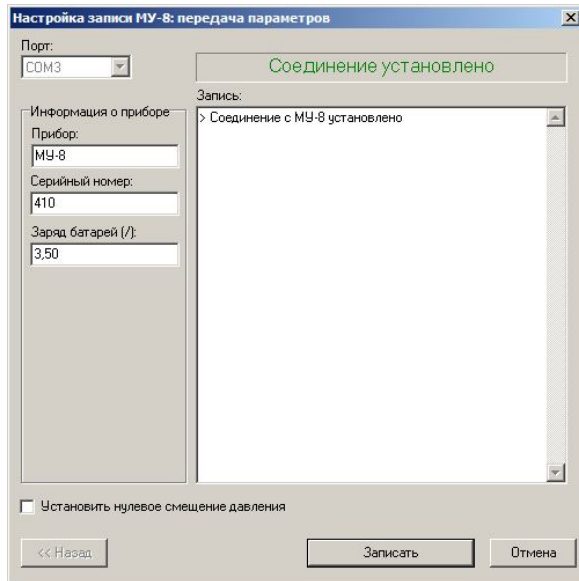 Настройка записи МУ-8: передача параметров
Порт:
COM3
Соединение установлено
Информация о приборе
Прибор:
МУ-8
Серийный номер:
410
Заряд батарей (/):
3,50
Запись:
> Соединение с МУ-8 установлено
Установить нулевое смещение давления
<< Назад
Записать
Отмена